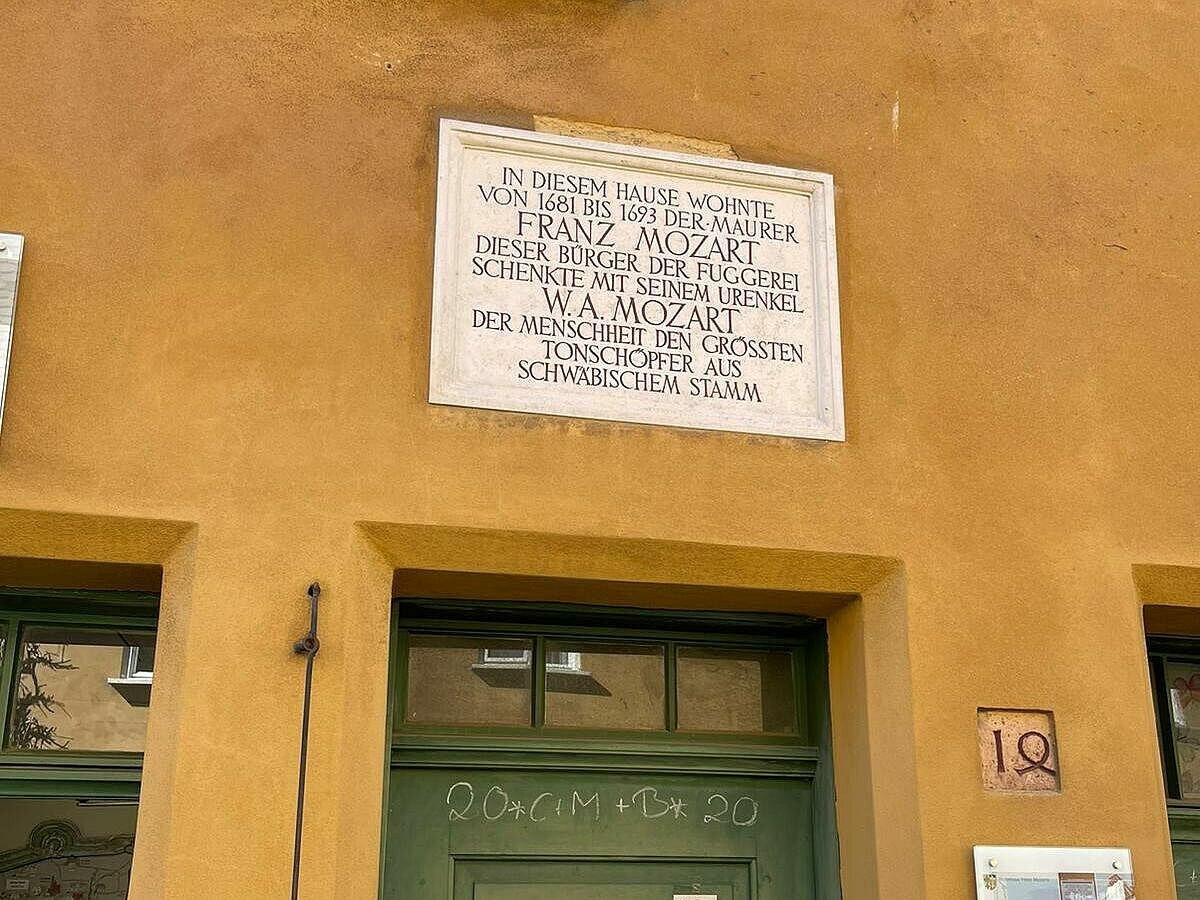 IN DIESEM HAUSE WOHNTE
VON 1681 BIS 1693 DER·MAURER
FRANZ MOZART
DIESER BÜRGER DER FUGGEREI
SCHENKTE MIT SEINEM URENKEL
W. A. MOZART
DER MENSCHHEIT DEN GRÖSSTEN
TONSCHÖPFER AUS
SCHWÄBISCHEM STAMM
20*C+M+B*20